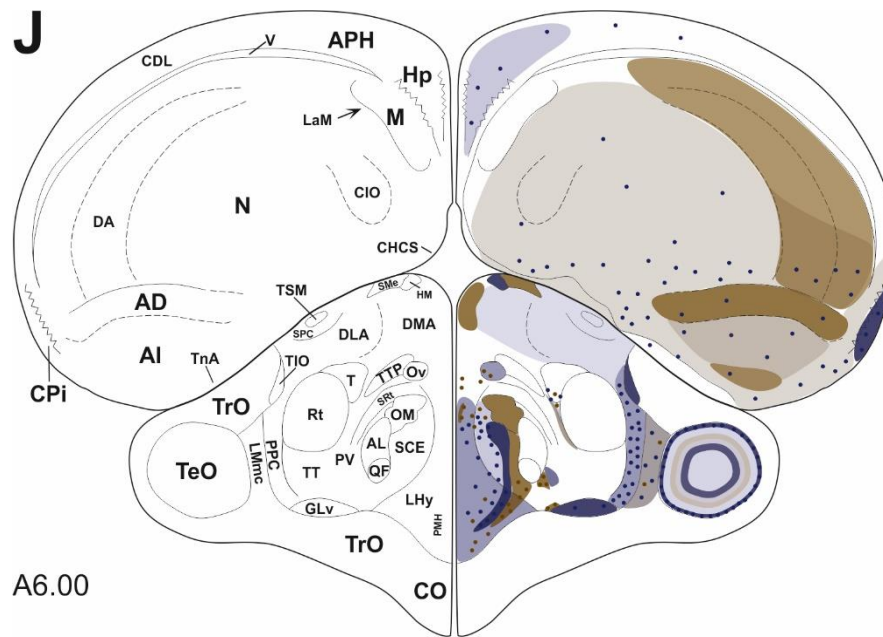 J
V
APH
CDL
Hp
LaM
M
CIO
N
DA
CHCS
SMe
HM
TSM
AD
SPC
DLA
DMA
AI
TnA
TIO
CPi
TrO
T
TTP
Ov
SRt
Rt
OM
AL
SCE
TeO
LMmc
PPC
PV
TT
QF
LHy
GLv
PMH
TrO
CO
A6.00